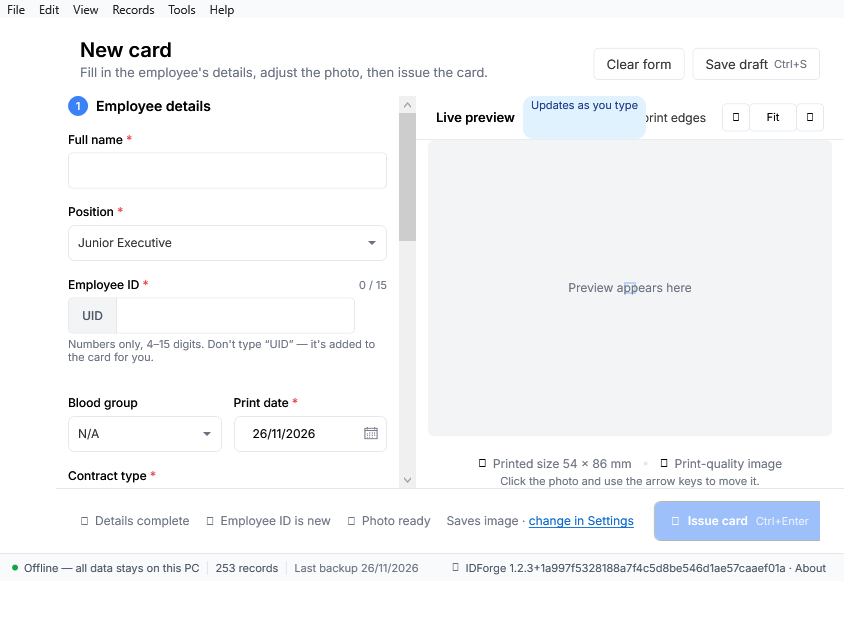 File Edit View Records Tools Help
New card
Fill in the employee's details, adjust the photo, then issue the card.
Clear form
Save draft Ctrl+S
1 Employee details
Full name *
Position *
Junior Executive
Employee ID * 0 / 15
UID
Numbers only, 4–15 digits. Don't type “UID” — it's added to
the card for you.
Blood group
Print date *
N/A
26/11/2026
Contract type *
Live preview
Updates as you type
print edges
Fit
Preview appears here
Printed size 54 × 86 mm • Print-quality image
Click the photo and use the arrow keys to move it.
Details complete Employee ID is new Photo ready Saves image · change in Settings
Issue card Ctrl+Enter
Offline — all data stays on this PC 253 records Last backup 26/11/2026 IDForge 1.2.3+1a997f5328188a7f4c5d8be546d1ae57caaef01a · About